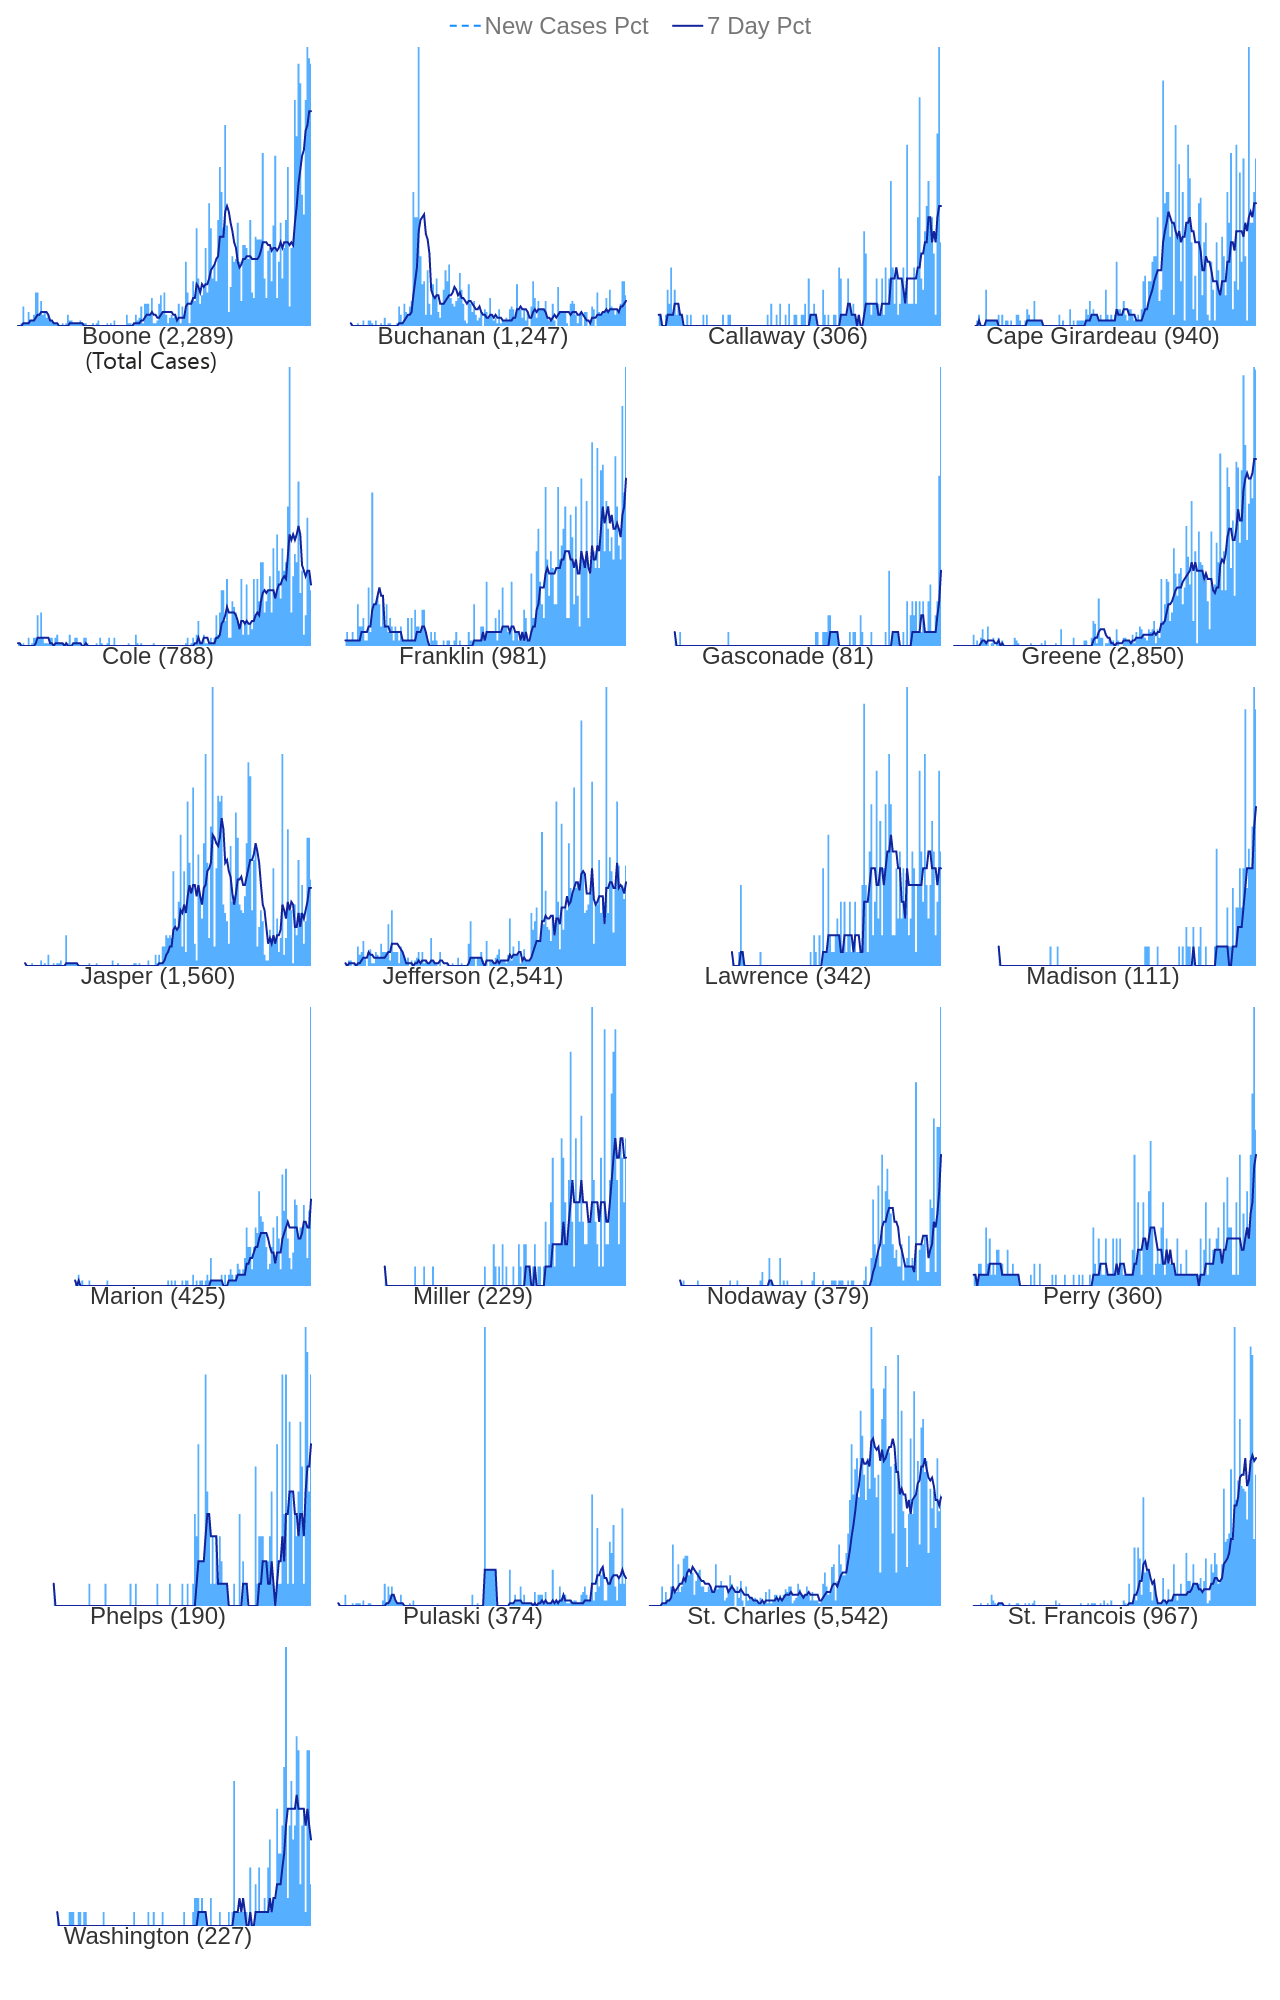 New Cases Pct 7 Day Pct
Boone (2,289) Buchanan (1,247) Callaway (306) Cape Girardeau (940)
(Total Cases)
Cole (788) Franklin (981) Gasconade (81) Greene (2,850)
Jasper (1,560) Jefferson (2,541) Lawrence (342) Madison (111)
Marion (425) Miller (229) Nodaway (379) Perry (360)
Phelps (190) Pulaski (374) St. Charles (5,542) St. Francois (967)
Washington (227)